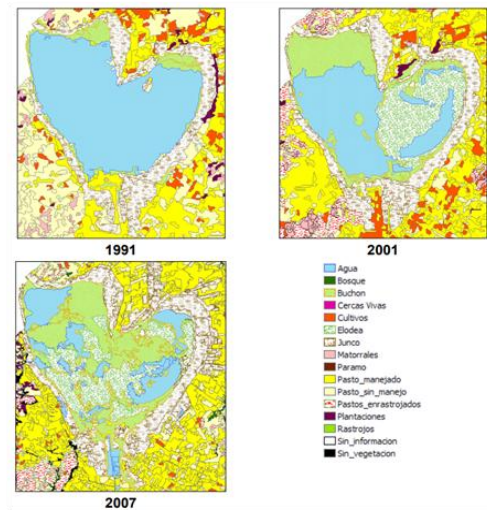 1991
2001
2007
Agua
Bosque
Buchon
Cercas Vivas
Cultivos
Elodea
Junco
Matorrales
Paramo
Pasto_manejado
Pasto_sin_manejo
Pastos_enrastrojados
Plantaciones
Rastrojos
Sin_informacion
Sin_vegetacion